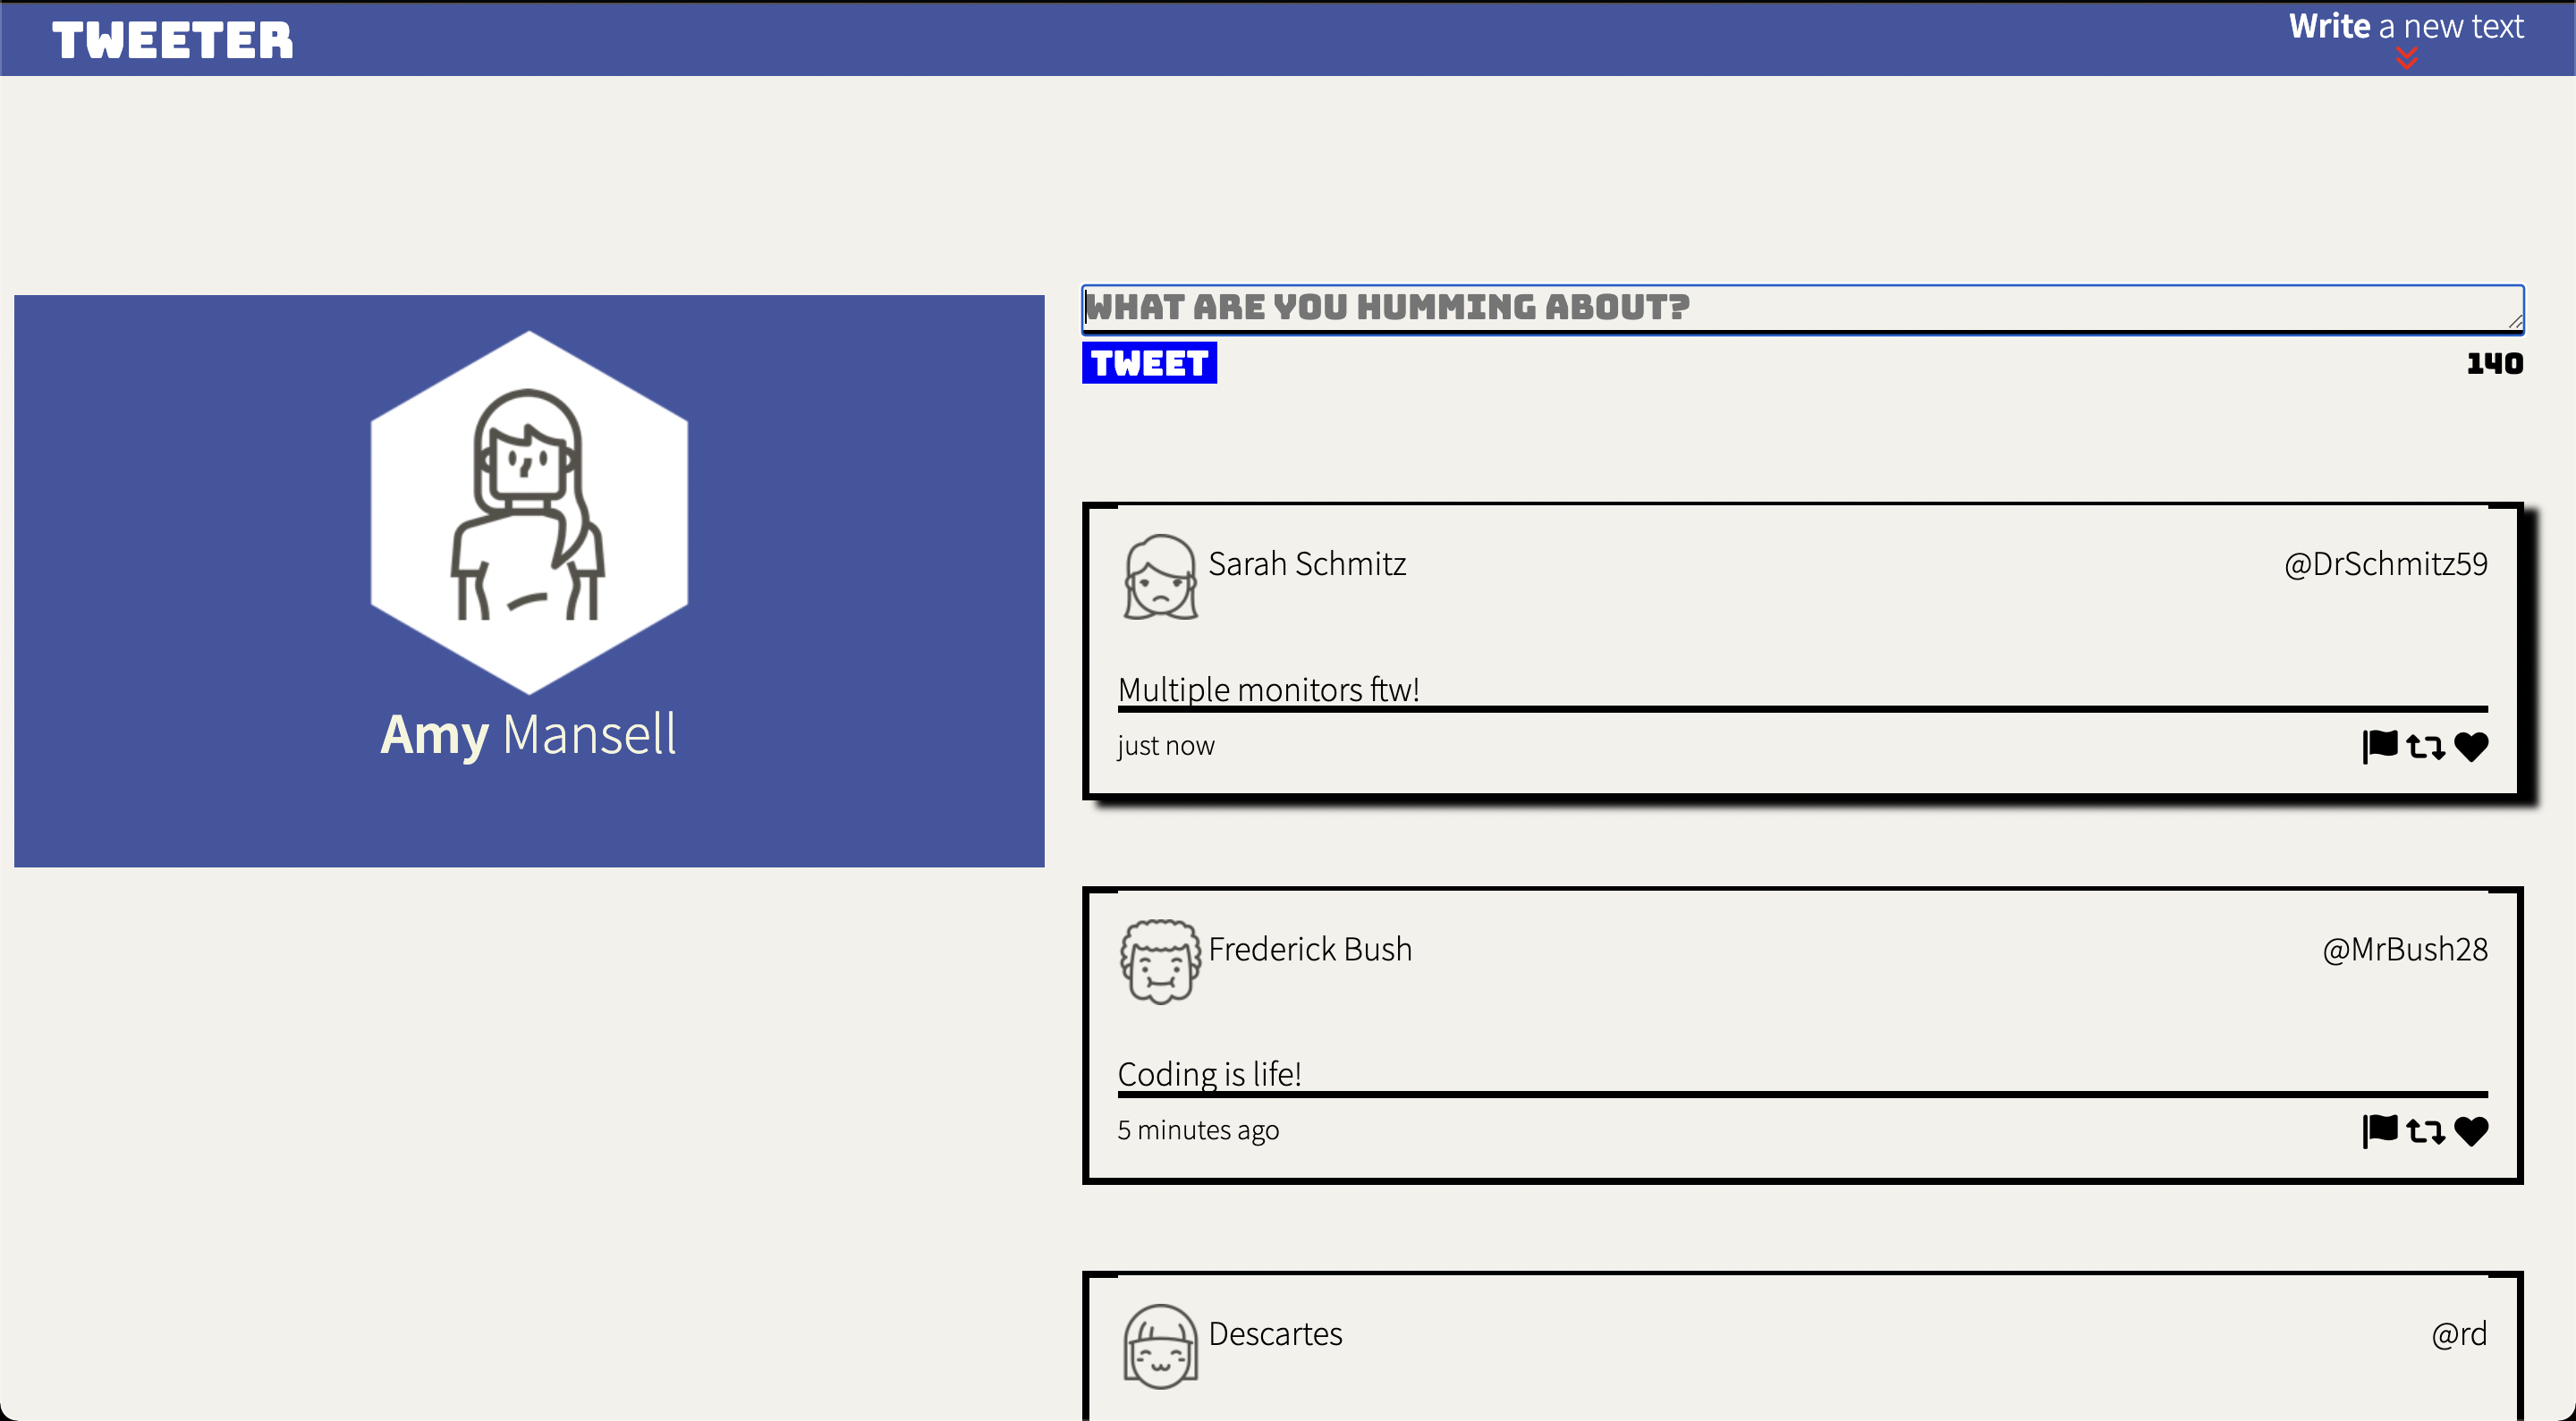 TWEETER
Write a new text
Amy Mansell
WHAT ARE YOU HUMMING ABOUT?
TWEET
140
Sarah Schmitz
@DrSchmitz59
Multiple monitors ftw!
just now
Frederick Bush
@MrBush28
Coding is life!
5 minutes ago
Descartes
@rd